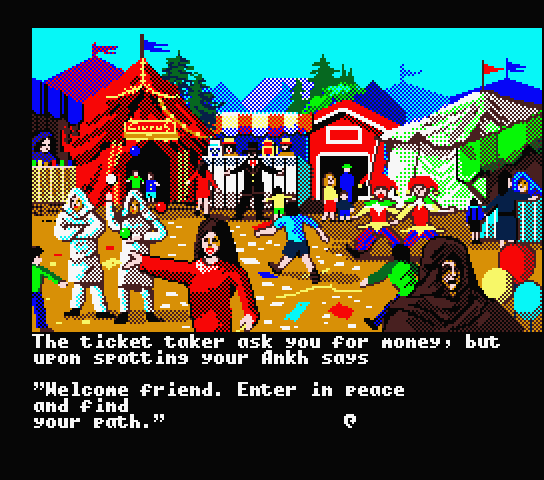 Circus
The ticket taker ask you for money, but
upon spotting your Ankh says
"Welcome friend. Enter in peace
and find
your path."